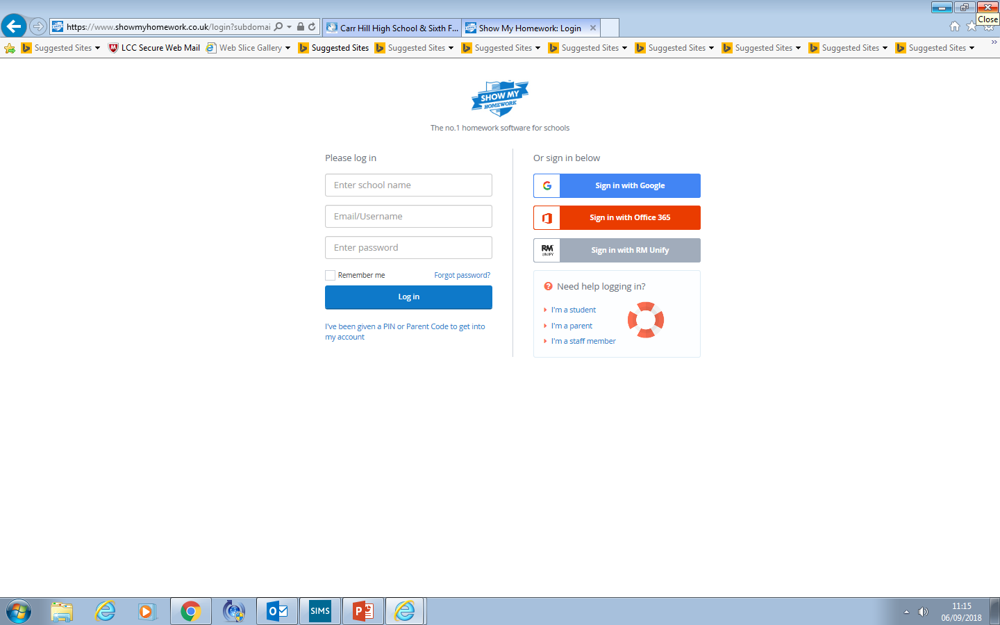 Close
https://www.showmyhomework.co.uk/login?subdomai
Carr Hill High School & Sixth F...
Show My Homework: Login
Suggested Sites
LCC Secure Web Mail
Web Slice Gallery
Suggested Sites
Suggested Sites
Suggested Sites
Suggested Sites
Suggested Sites
Suggested Sites
Suggested Sites
Suggested Sites
SHOW MY
HOMEWORK
The no.1 homework software for schools
Please log in
Enter school name
Email/Username
Enter password
Remember me
Forgot password?
Log in
I've been given a PIN or Parent Code to get into
my account
Or sign in below
Sign in with Google
Sign in with Office 365
RM
UNIFY
Sign in with RM Unify
Need help logging in?
I'm a student
I'm a parent
I'm a staff member
SIMS
11:15
06/09/2018